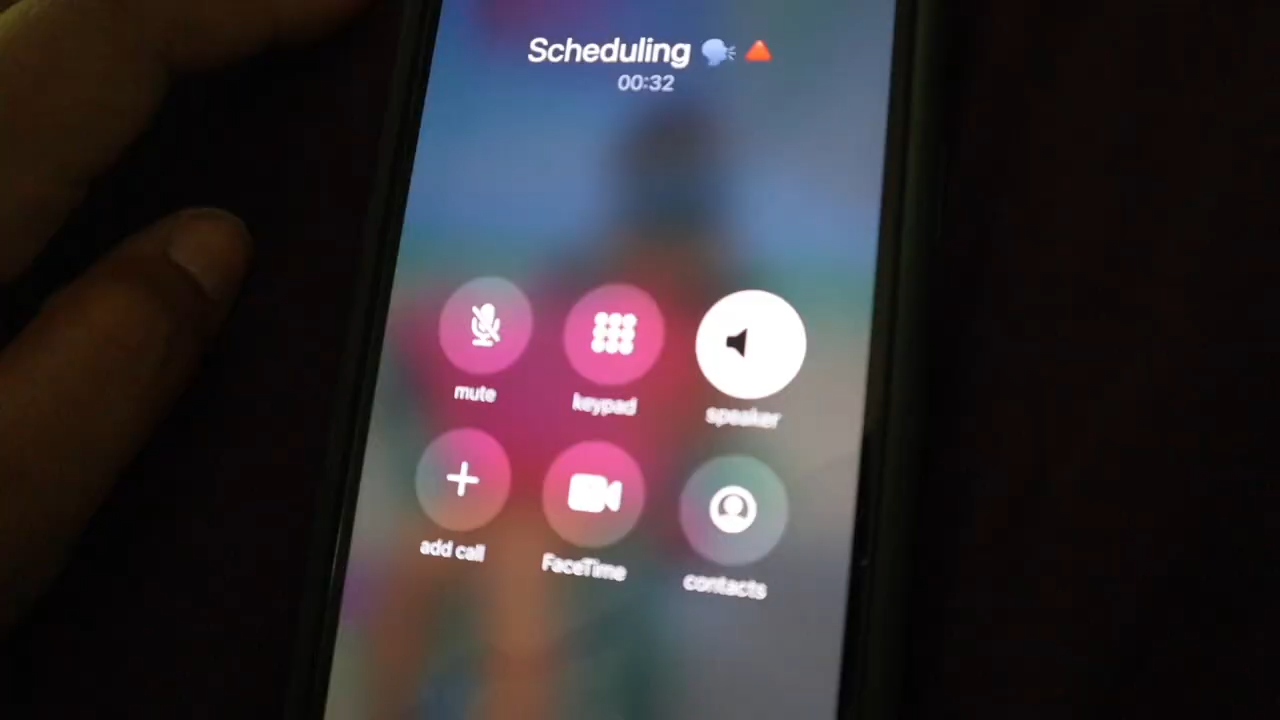 Scheduling 🗣️ 🔺
00:32
mute
keypad
speaker
add call
FaceTime
contacts